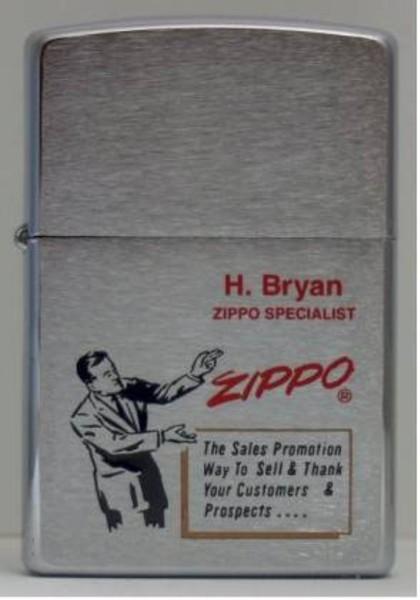 H. Bryan
ZIPPO SPECIALIST
ZIPPO®
The Sales Promotion
Way To Sell & Thank
Your Customers &
Prospects ....